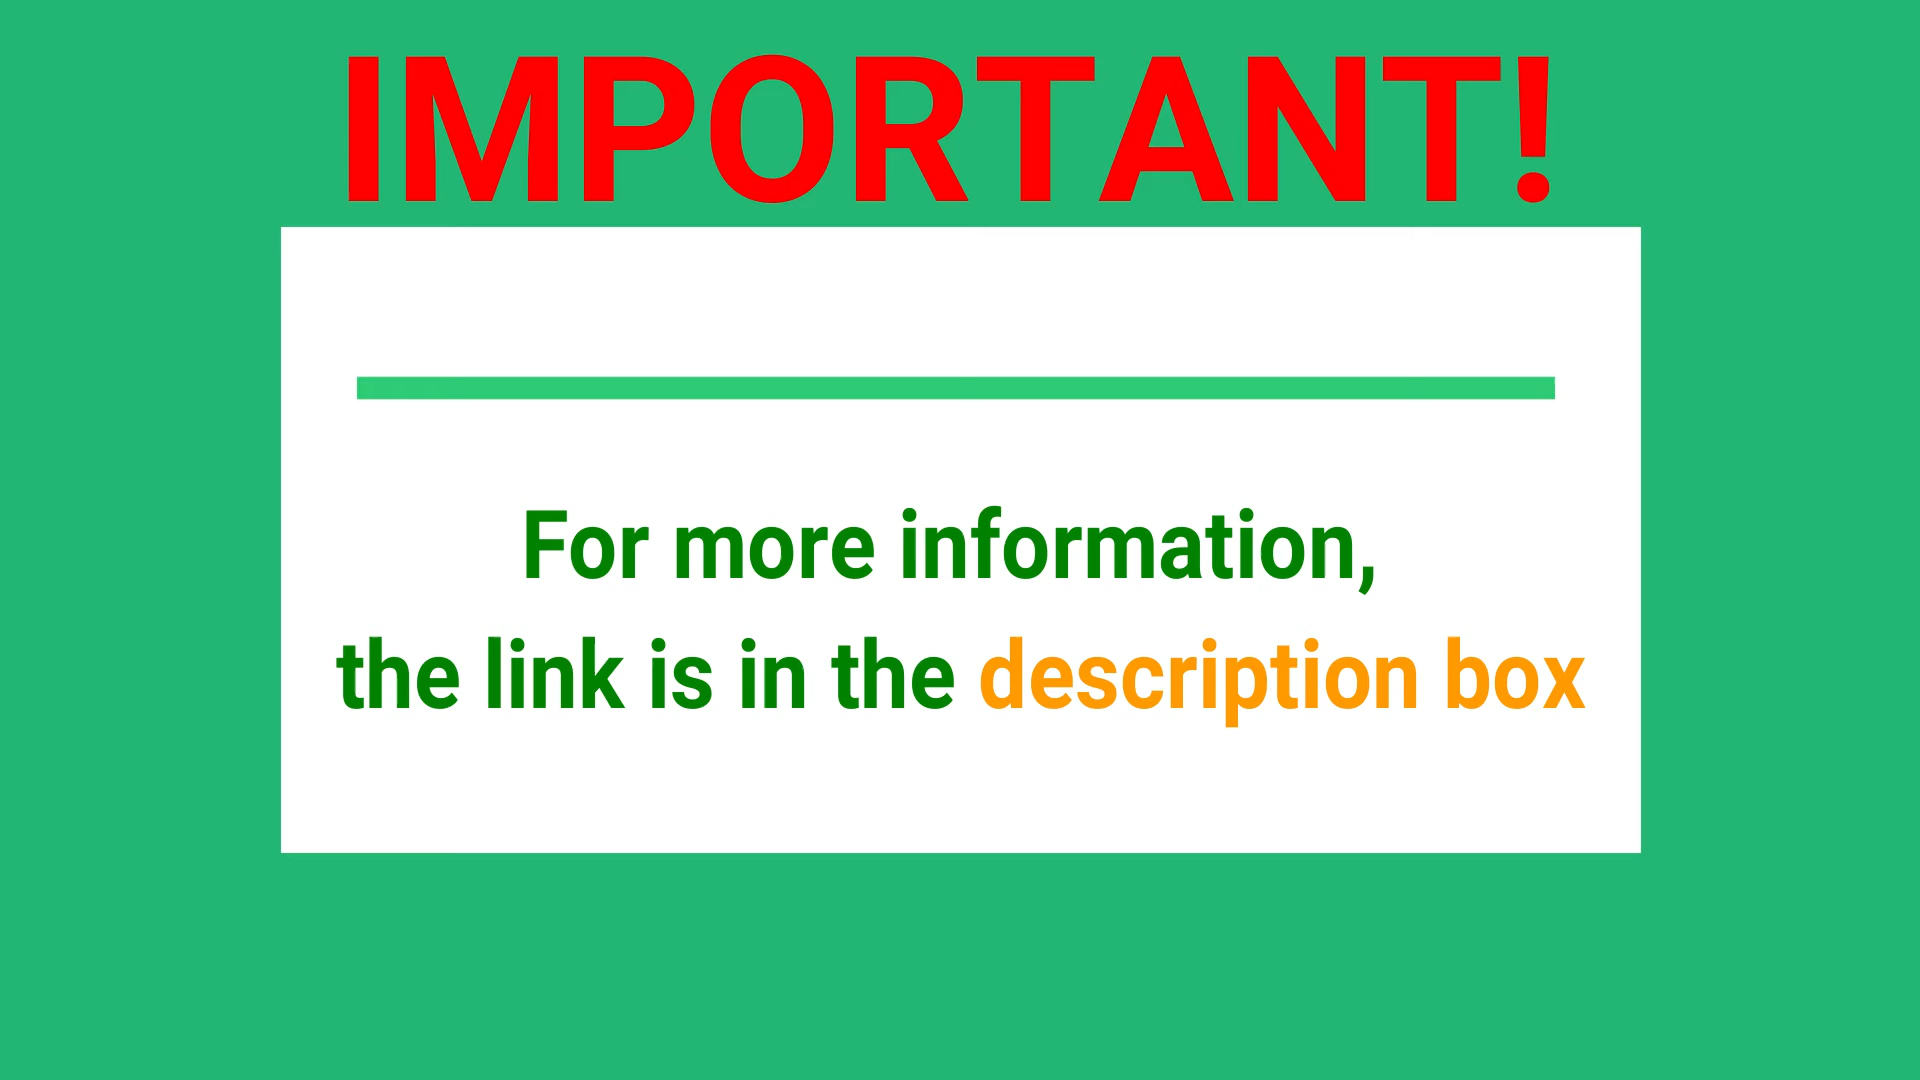 IMPORTANT!
For more information,
the link is in the description box